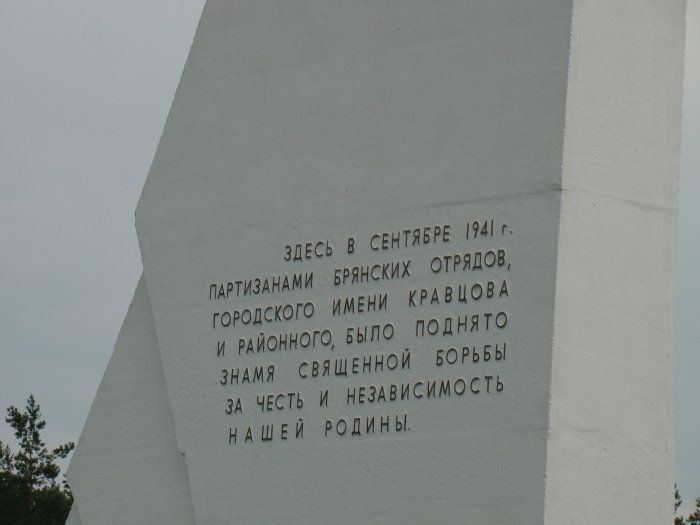 ЗДЕСЬ В СЕНТЯБРЕ 1941 г.
ПАРТИЗАНАМИ БРЯНСКИХ ОТРЯДОВ,
ГОРОДСКОГО ИМЕНИ КРАВЦОВА
И РАЙОННОГО, БЫЛО ПОДНЯТО
ЗНАМЯ СВЯЩЕННОЙ БОРЬБЫ
ЗА ЧЕСТЬ И НЕЗАВИСИМОСТЬ
НАШЕЙ РОДИНЫ.